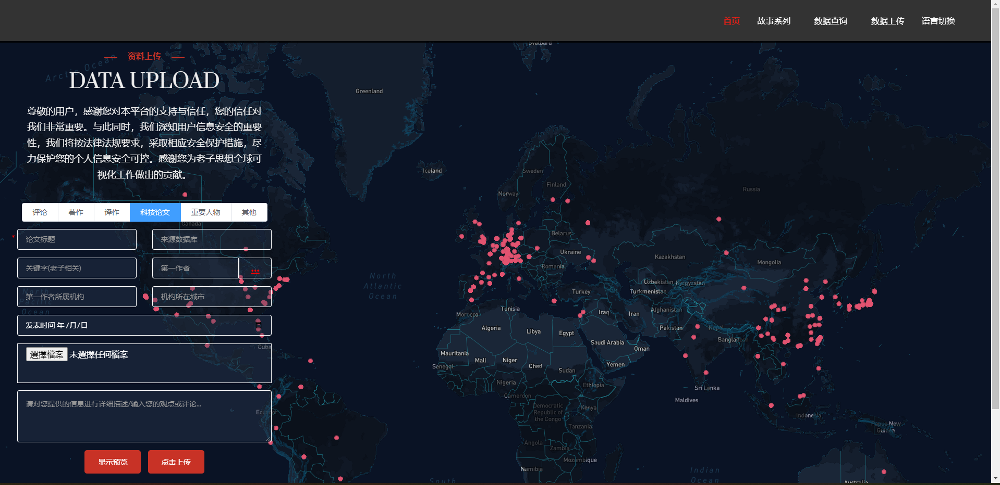 首页 故事系列 数据查询 数据上传 语言切换
资料上传
DATA UPLOAD
尊敬的用户，感谢您对本平台的支持与信任，您的信任对
我们非常重要。与此同时，我们深知用户信息安全的重要
性，我们将按法律法规要求，采取相应安全保护措施，尽
力保护您的个人信息安全可控。感谢您为老子思想全球可
视化工作做出的贡献。
评论 著作 译作 科技论文 重要人物 其他
* 论文标题 来源数据库
关键字(老子相关) 第一作者
第一作者所属机构 机构所在城市
发表时间 年 /月/日
選擇檔案 未選擇任何檔案
请对您提供的信息进行详细描述/输入您的观点或评论...
显示预览 点击上传
Svalbard
Arctic Ocean
Greenland
Iceland
Sweden
Finland
Norway
Russia
Canada
Belarus
Ukraine
Kazakhstan
Mongolia
Romania
North
Atlantic
Ocean
Uzbekistan Kyrgyzstan
Turkmenistan
Turkey
North
Pacific
Ocean
Tunisia
Morocco
Iraq
Iran
Afghanistan
Algeria
Libya
Egypt
Pakistan
Nepal
Bangladesh
Saudi Arabia
Oman
Cuba
Mauritania
Mali
Niger
Chad
Sudan
Yemen
Senegal
Nigeria
Ethiopia
Sri Lanka
Cameroon
Maldives
Democratic
Republic of
the Congo
Kenya
Ecuador
Indonesia
Tanzania
Papua New
Guinea
Angola
Zambia
Mozambique
Namibia
South
Indian
Ocean
Australia